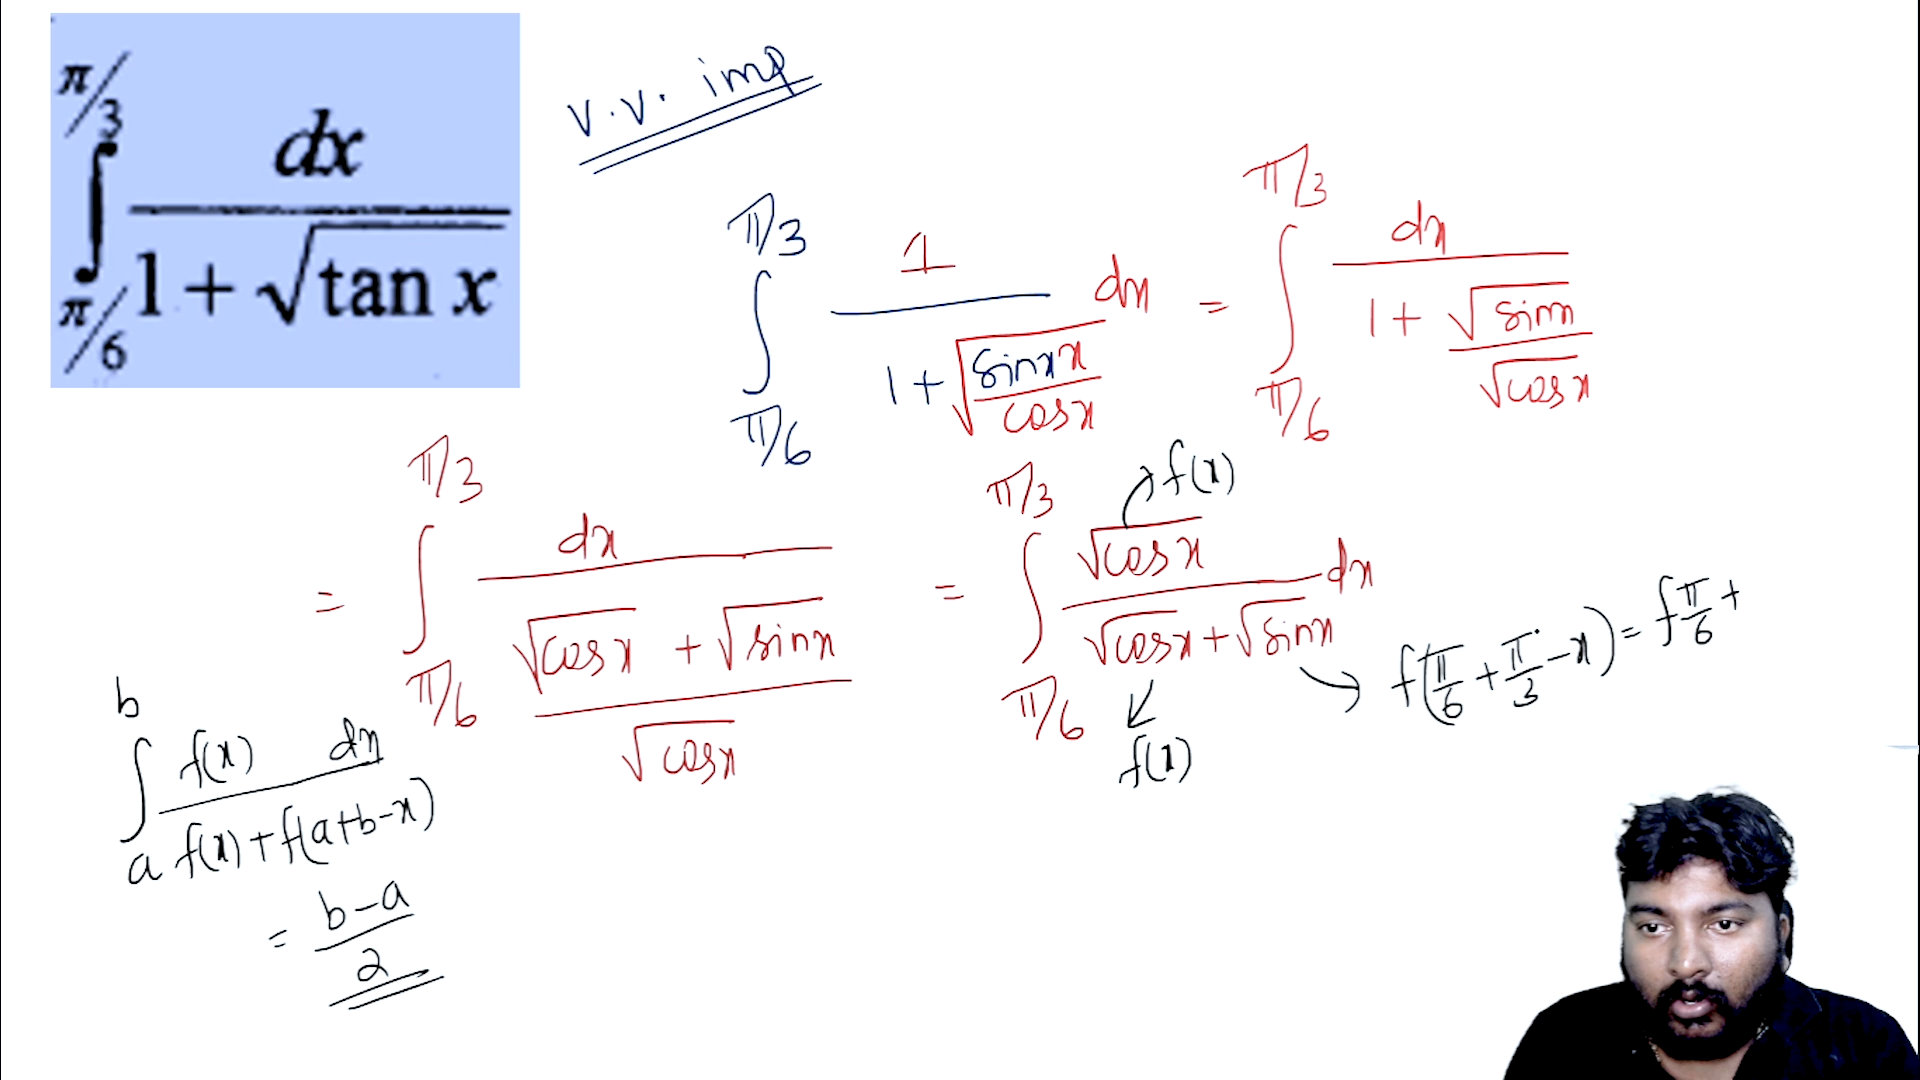 π/3
∫ dx / (1 + √tan x)
π/6
V.V. imp
π/3
∫ 1 / (1 + √(sinx x / cosx)) dx = ∫ dx / (1 + √sinx / √cosx)
π/6
π/3
= ∫ dx / ((√cosx + √sinx) / √cosx) = ∫ √cosx / (√cosx + √sinx) dx
π/6
f(x)
f(x)
→ f(π/6 + π/3 - x) = f π/6 +
b
∫ f(x) dx / (f(x) + f(a+b-x))
a
= b-a / 2